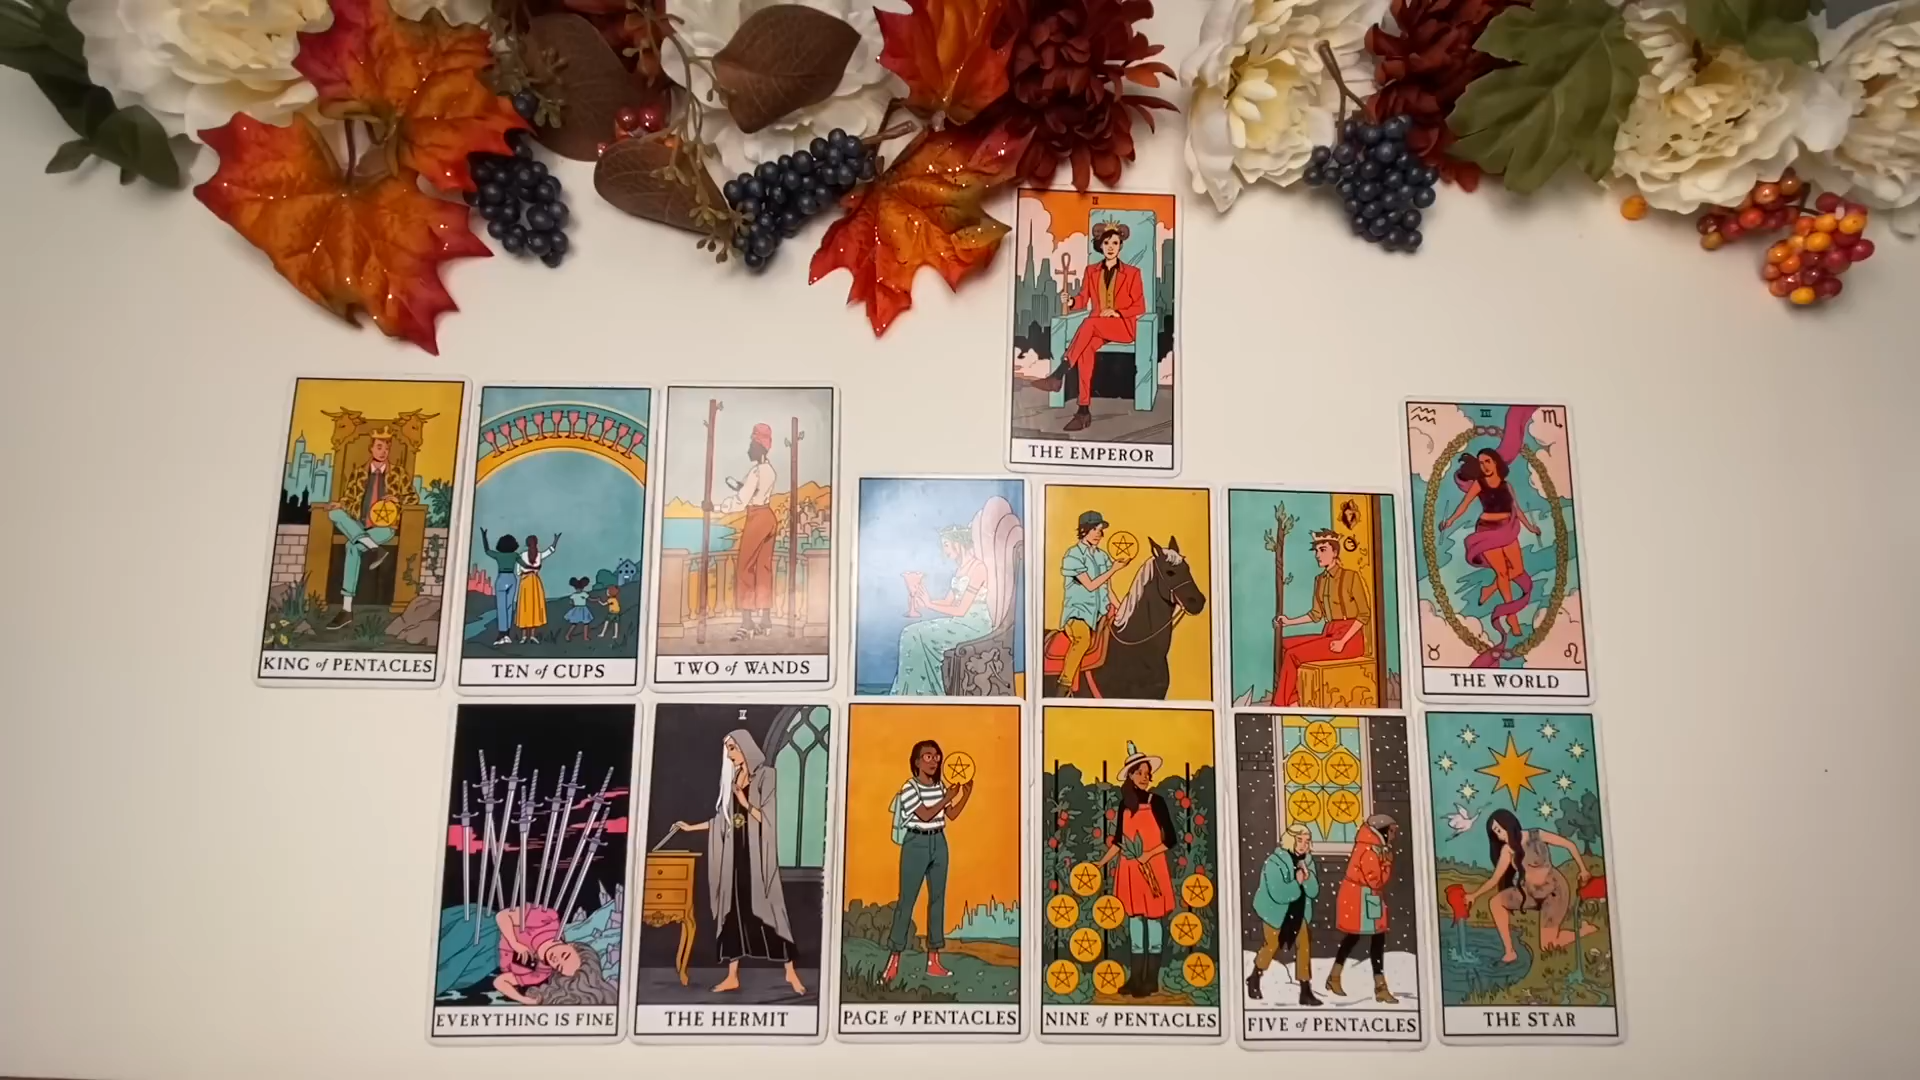 THE EMPEROR
KING of PENTACLES
TEN of CUPS
TWO of WANDS
THE WORLD
EVERYTHING IS FINE
THE HERMIT
PAGE of PENTACLES
NINE of PENTACLES
FIVE of PENTACLES
THE STAR